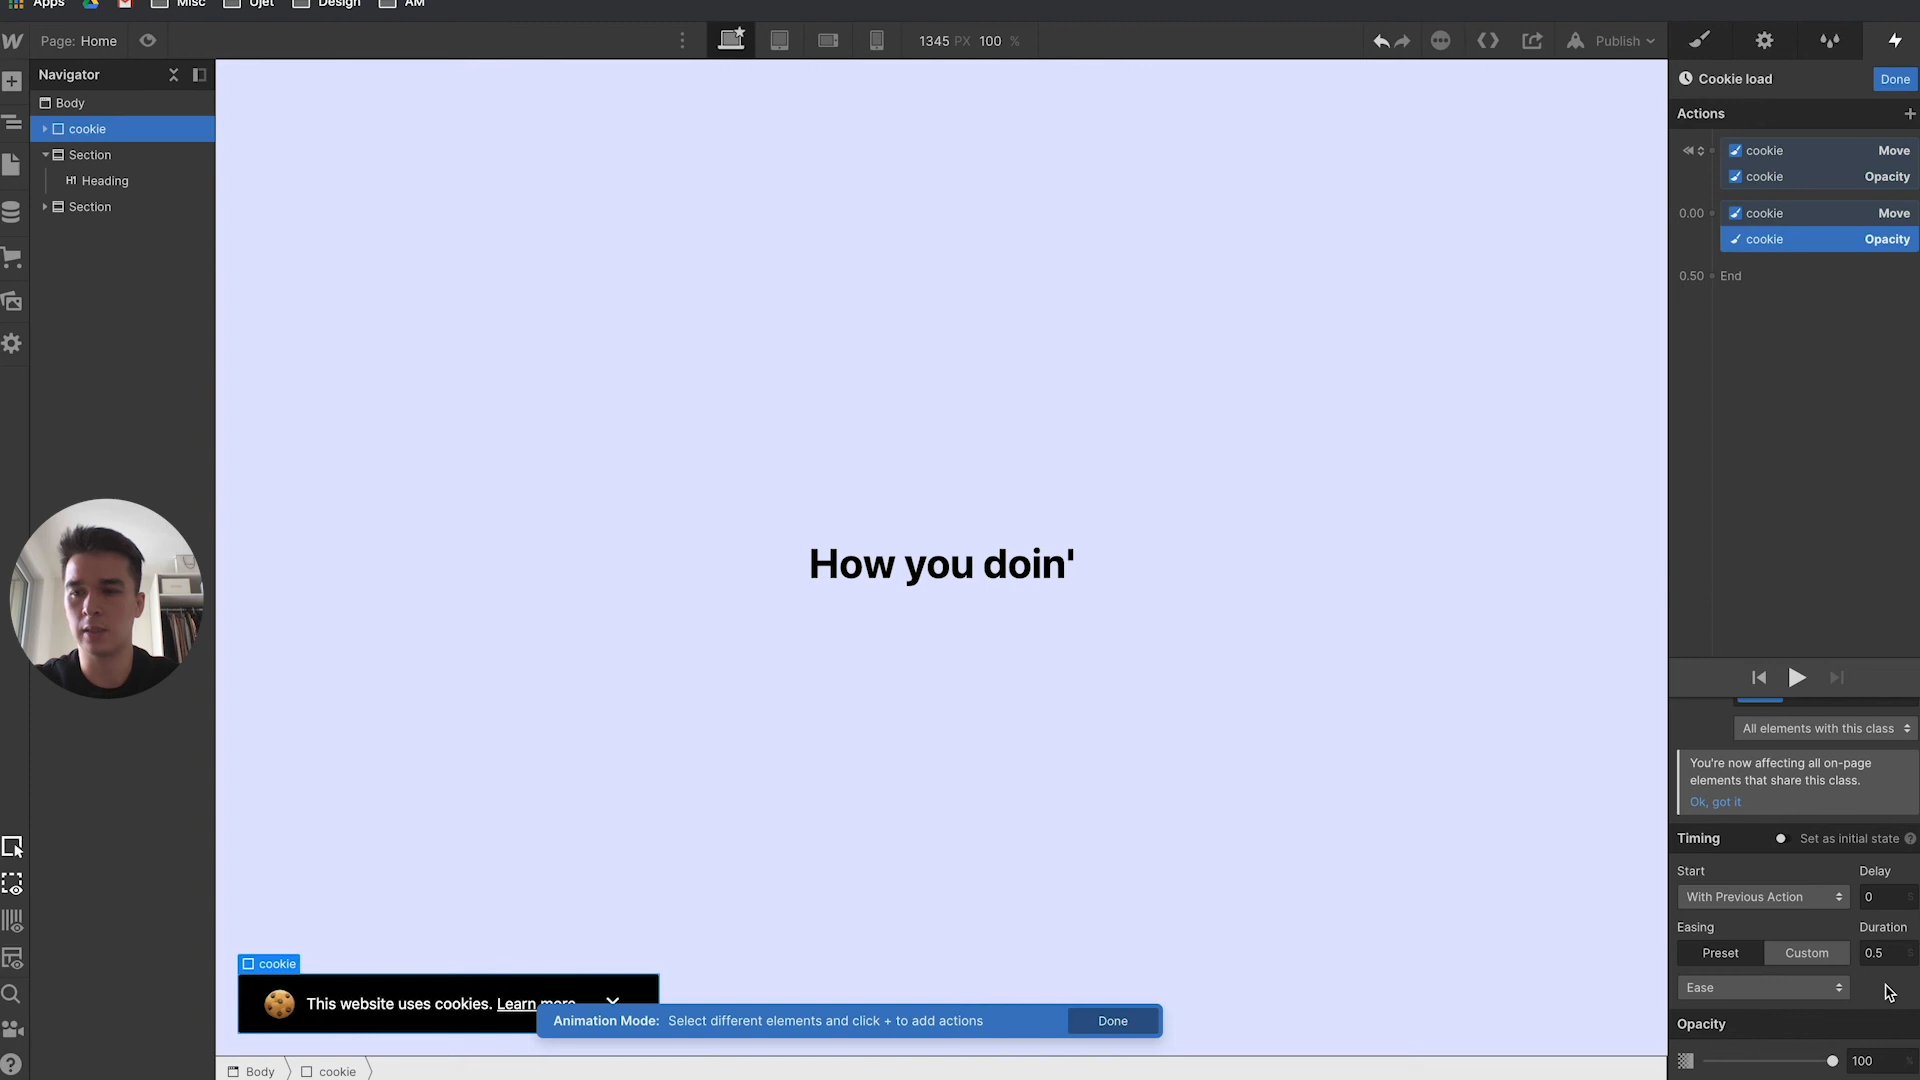 Apps
Misc
Ujet
Design
AM
Page: Home
1345 PX 100 %
Publish
Navigator
Body
cookie
Section
H1 Heading
Section
Cookie load
Done
Actions
cookie Move
cookie Opacity
0.00 cookie Move
cookie Opacity
0.50 End
How you doin'
All elements with this class
You're now affecting all on-page
elements that share this class.
Ok, got it
Timing
Set as initial state
Start
Delay
With Previous Action
0 S
Easing
Duration
Preset
Custom
0.5 S
Ease
Opacity
100 %
cookie
This website uses cookies. Learn more
Animation Mode: Select different elements and click + to add actions
Done
Body
cookie